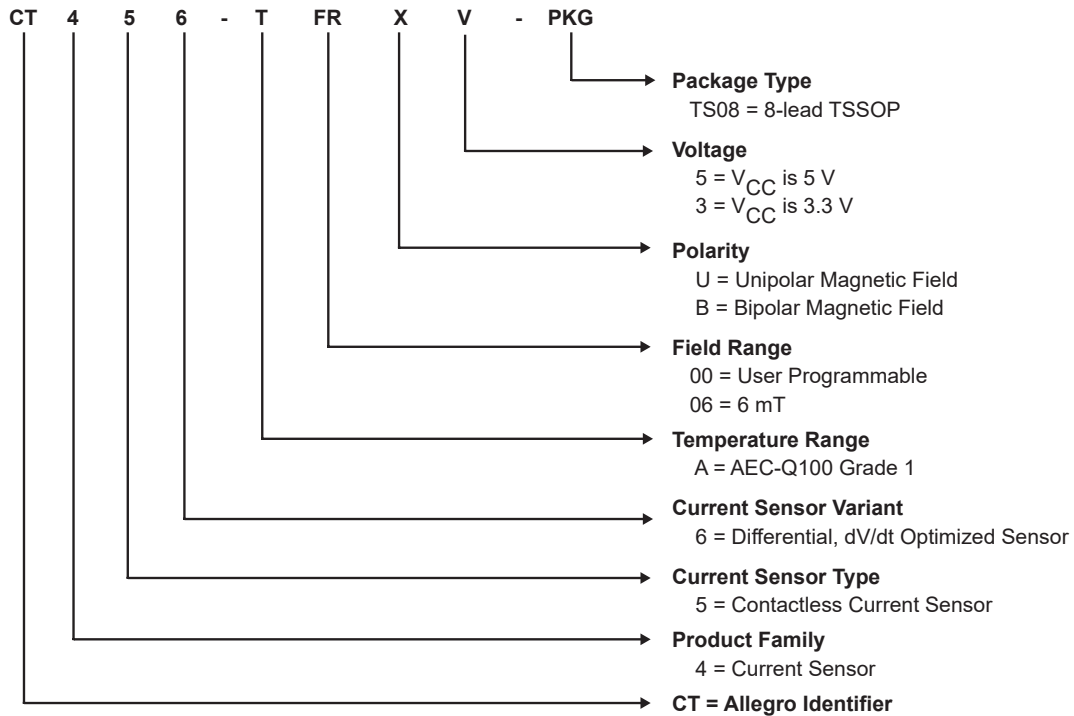 CT 4 5 6 - T FR X V - PKG
Package Type
TS08 = 8-lead TSSOP
Voltage
5 = VCC is 5 V
3 = VCC is 3.3 V
Polarity
U = Unipolar Magnetic Field
B = Bipolar Magnetic Field
Field Range
00 = User Programmable
06 = 6 mT
Temperature Range
A = AEC-Q100 Grade 1
Current Sensor Variant
6 = Differential, dV/dt Optimized Sensor
Current Sensor Type
5 = Contactless Current Sensor
Product Family
4 = Current Sensor
CT = Allegro Identifier